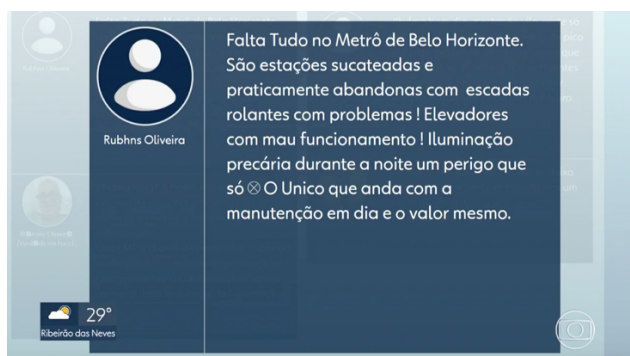 Falta Tudo no Metrô de Belo Horizonte.
São estações sucateadas e
praticamente abandonas com escadas
rolantes com problemas ! Elevadores
com mau funcionamento ! Iluminação
precária durante a noite um perigo que
só ⊗ O Unico que anda com a
manutenção em dia e o valor mesmo.
Rubhns Oliveira
29°
Ribeirão das Neves